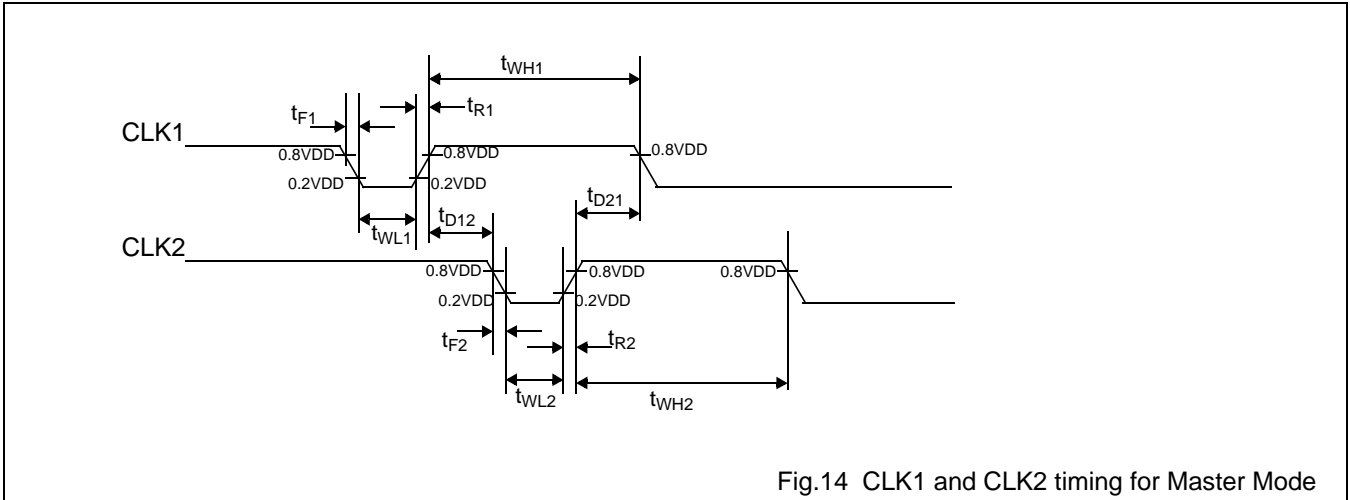 tWH1
tF1
tR1
CLK1
0.8VDD
0.8VDD
0.8VDD
0.2VDD
0.2VDD
tWL1
tD12
tD21
CLK2
0.8VDD
0.8VDD
0.8VDD
0.2VDD
0.2VDD
tF2
tR2
tWL2
tWH2
Fig.14 CLK1 and CLK2 timing for Master Mode